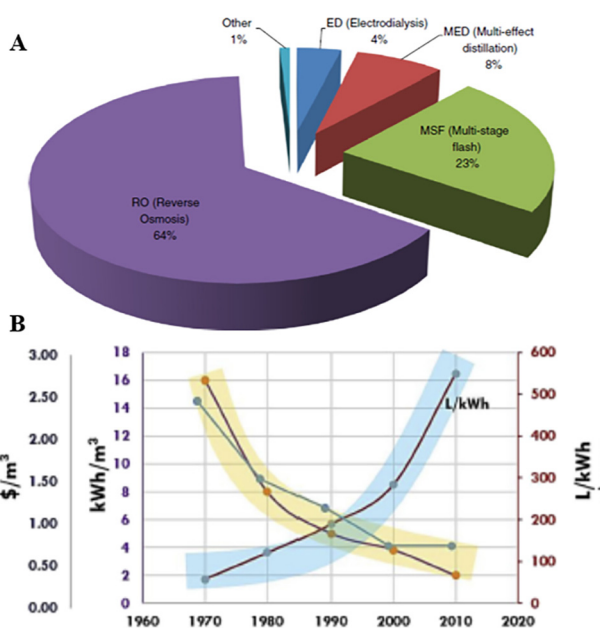 A
Other
1%
ED (Electrodialysis)
4%
MED (Multi-effect
distillation)
8%
MSF (Multi-stage
flash)
23%
RO (Reverse
Osmosis)
64%
B
3.00
2.50
2.00
1.50
1.00
0.50
0.00
$/m³
18
16
14
12
10
8
6
4
2
0
kWh/m³
L/kWh
600
500
400
300
200
100
0
L/kWh
1960
1970
1980
1990
2000
2010
2020